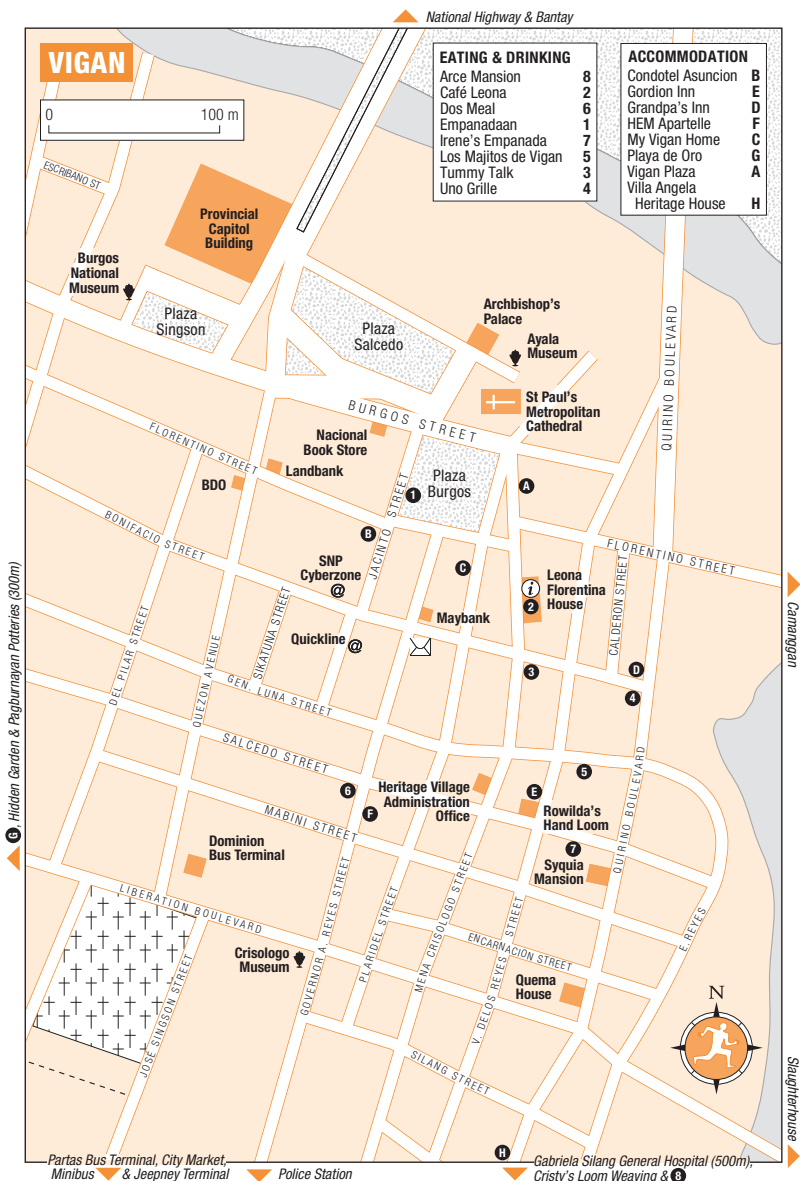 National Highway & Bantay
VIGAN
0 100 m
EATING & DRINKING
Arce Mansion 8
Café Leona 2
Dos Meal 6
Empanadaan 1
Irene's Empanada 7
Los Majitos de Vigan 5
Tummy Talk 3
Uno Grille 4
ACCOMMODATION
Condotel Asuncion B
Gordion Inn E
Grandpa's Inn D
HEM Apartelle F
My Vigan Home C
Playa de Oro G
Vigan Plaza A
Villa Angela
Heritage House H
ESCRIBANO ST
Provincial
Capitol
Building
Burgos
National
Museum
Plaza
Singson
Plaza
Salcedo
Archbishop's
Palace
Ayala
Museum
St Paul's
Metropolitan
Cathedral
QUIRINO BOULEVARD
BURGOS STREET
Nacional
Book Store
FLORENTINO STREET
Landbank
BDO
Plaza
Burgos
1
A
JACINTO STREET
B
BONIFACIO STREET
SNP
Cyberzone
@
C
FLORENTINO STREET
i
2
Leona
Florentina
House
CALDERON STREET
Camanggan
Maybank
Quickline @
SIKATUNA STREET
3
D
4
G Hidden Garden & Pagburnayan Potteries (300m)
DEL PILAR STREET
QUEZON AVENUE
GEN. LUNA STREET
SALCEDO STREET
5
6
F
Heritage Village
Administration
Office
E
Rowilda's
Hand Loom
QUIRINO BOULEVARD
MABINI STREET
7
Syquia
Mansion
Dominion
Bus Terminal
LIBERATION BOULEVARD
GOVERNOR A. REYES STREET
PLARIDEL STREET
MENA CRISOLOGO STREET
V. DELOS REYES STREET
ENCARNACION STREET
E. REYES
Crisologo
Museum
Quema
House
JOSE SINGSON STREET
SILANG STREET
N
Slaughterhouse
H
Partas Bus Terminal, City Market,
Minibus & Jeepney Terminal
Police Station
Gabriela Silang General Hospital (500m),
Cristy's Loom Weaving & 8